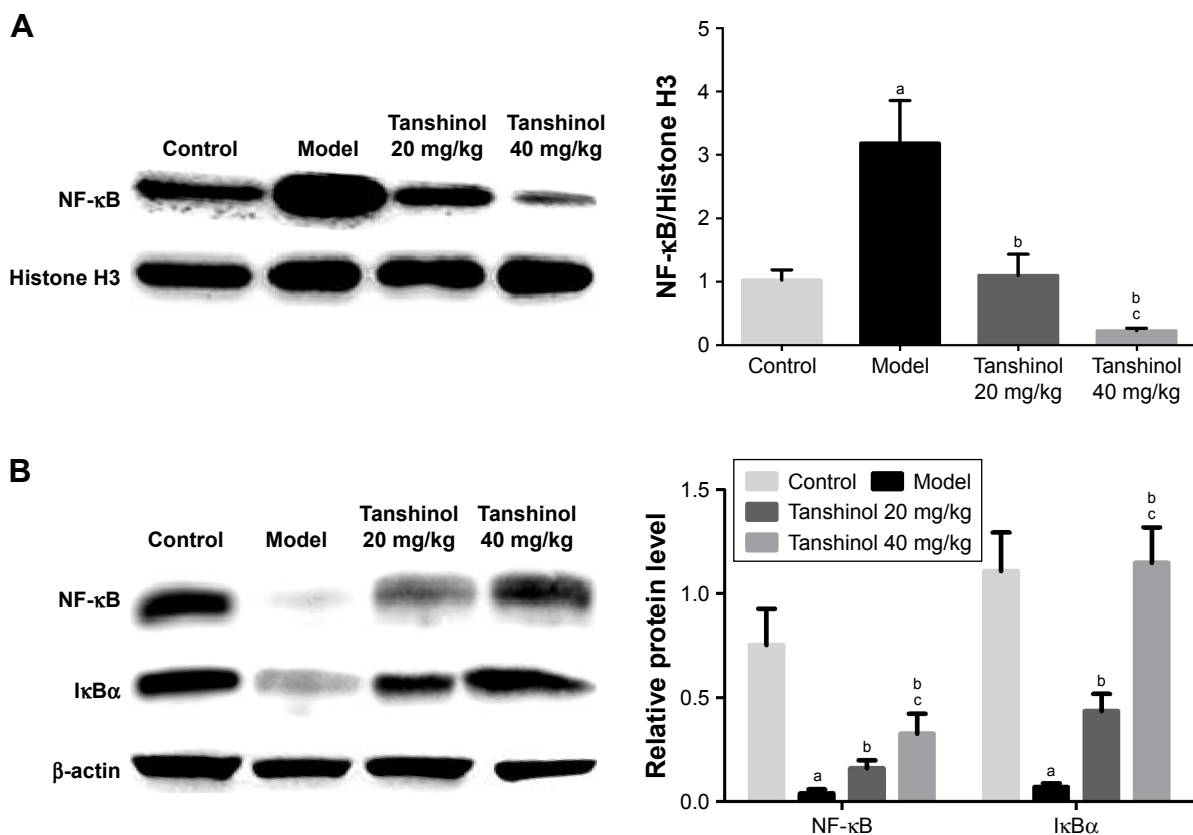 A
Control
Model
Tanshinol
20 mg/kg
Tanshinol
40 mg/kg
NF-κB
Histone H3
NF-κB/Histone H3
5
4
3
2
1
0
a
b
b
c
Control
Model
Tanshinol
20 mg/kg
Tanshinol
40 mg/kg
B
Control
Model
Tanshinol
20 mg/kg
Tanshinol
40 mg/kg
NF-κB
IκBα
β-actin
Relative protein level
1.5
1.0
0.5
0.0
Control
Model
Tanshinol 20 mg/kg
Tanshinol 40 mg/kg
a
b
b
c
a
b
b
c
NF-κB
IκBα